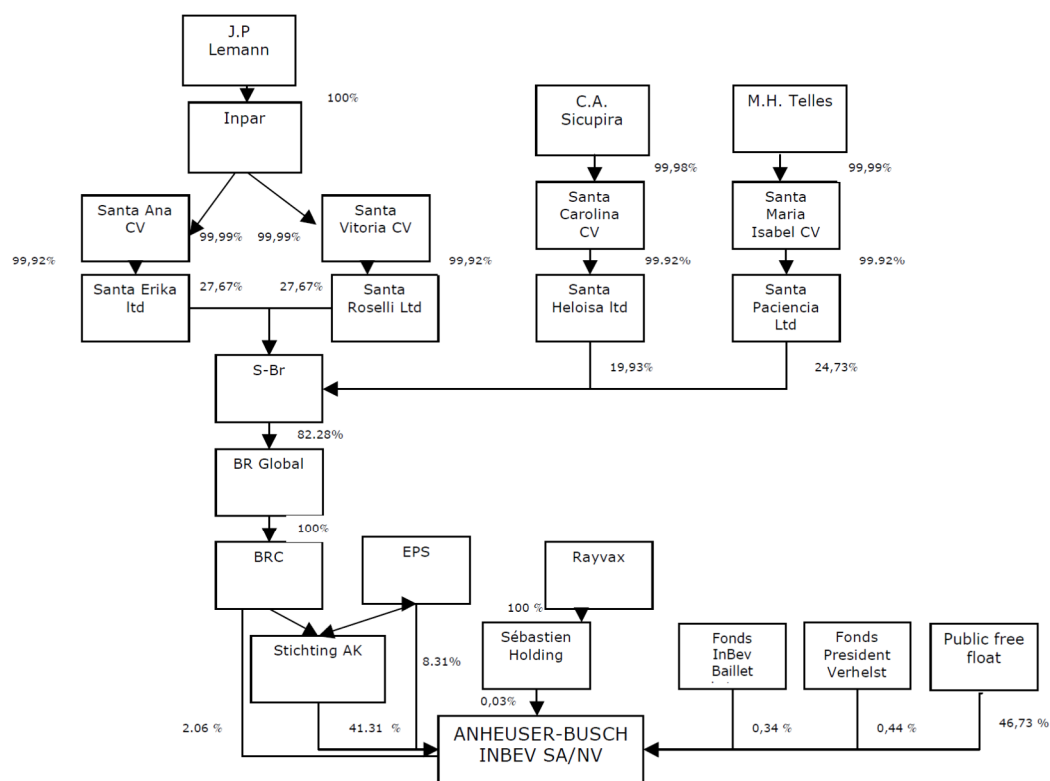 J.P
Lemann
100%
Inpar
C.A.
Sicupira
M.H. Telles
99,98%
99,99%
Santa Ana
CV
Santa
Vitoria CV
Santa
Carolina
CV
Santa
Maria
Isabel CV
99,99%
99,99%
99,92%
99,92%
99.92%
99.92%
Santa Erika
ltd
27,67%
27,67%
Santa
Roselli Ltd
Santa
Heloisa ltd
Santa
Paciencia
Ltd
S-Br
19,93%
24,73%
82.28%
BR Global
100%
BRC
EPS
Rayvax
100 %
Stichting AK
8.31%
Sébastien
Holding
Fonds
InBev
Baillet
Fonds
President
Verhelst
Public free
float
0,03%
2.06 %
41.31 %
ANHEUSER-BUSCH
INBEV SA/NV
0,34 %
0,44 %
46,73 %